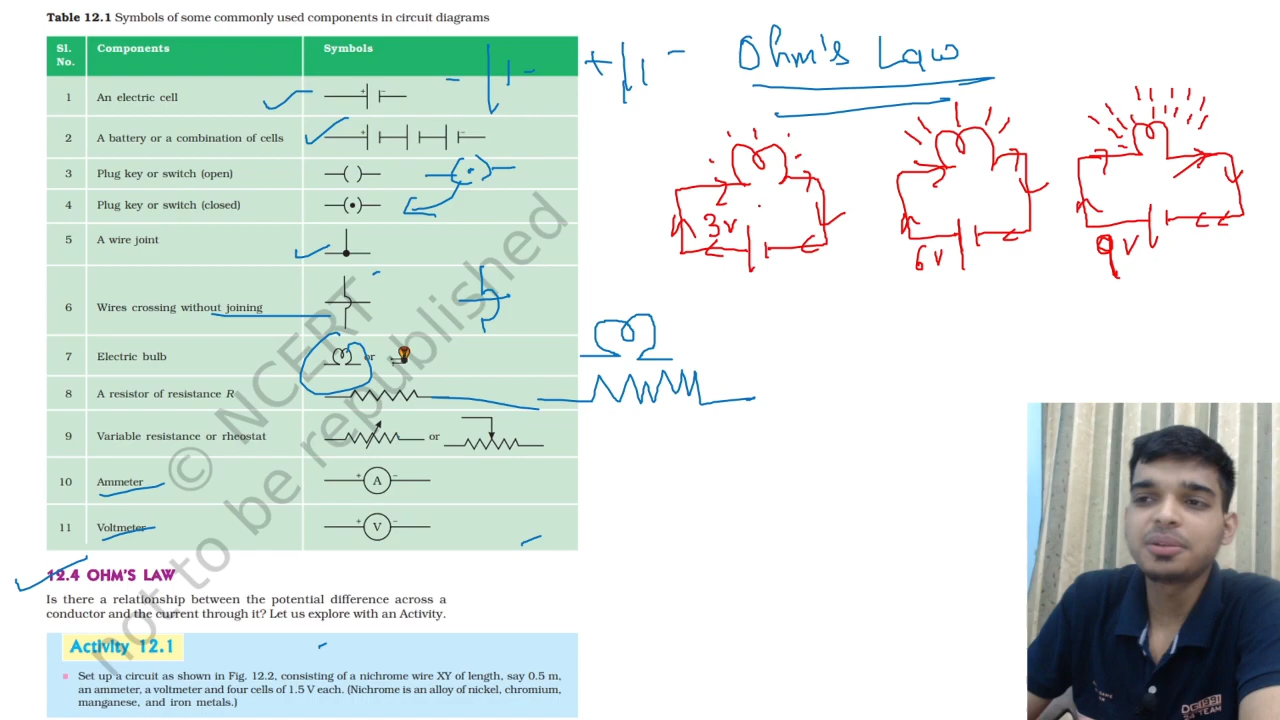 Table 12.1 Symbols of some commonly used components in circuit diagrams
Sl. No. Components Symbols
1 An electric cell + −
2 A battery or a combination of cells + −
3 Plug key or switch (open)
4 Plug key or switch (closed)
5 A wire joint
6 Wires crossing without joining
7 Electric bulb or
8 A resistor of resistance R
9 Variable resistance or rheostat or
10 Ammeter + A −
11 Voltmeter + V −
12.4 OHM'S LAW
Is there a relationship between the potential difference across a
conductor and the current through it? Let us explore with an Activity.
Activity 12.1
Set up a circuit as shown in Fig. 12.2, consisting of a nichrome wire XY of length, say 0.5 m,
an ammeter, a voltmeter and four cells of 1.5 V each. (Nichrome is an alloy of nickel, chromium,
manganese, and iron metals.)
© NCERT
not to be republished
+ −
Ohm's Law
3V
6V
9V